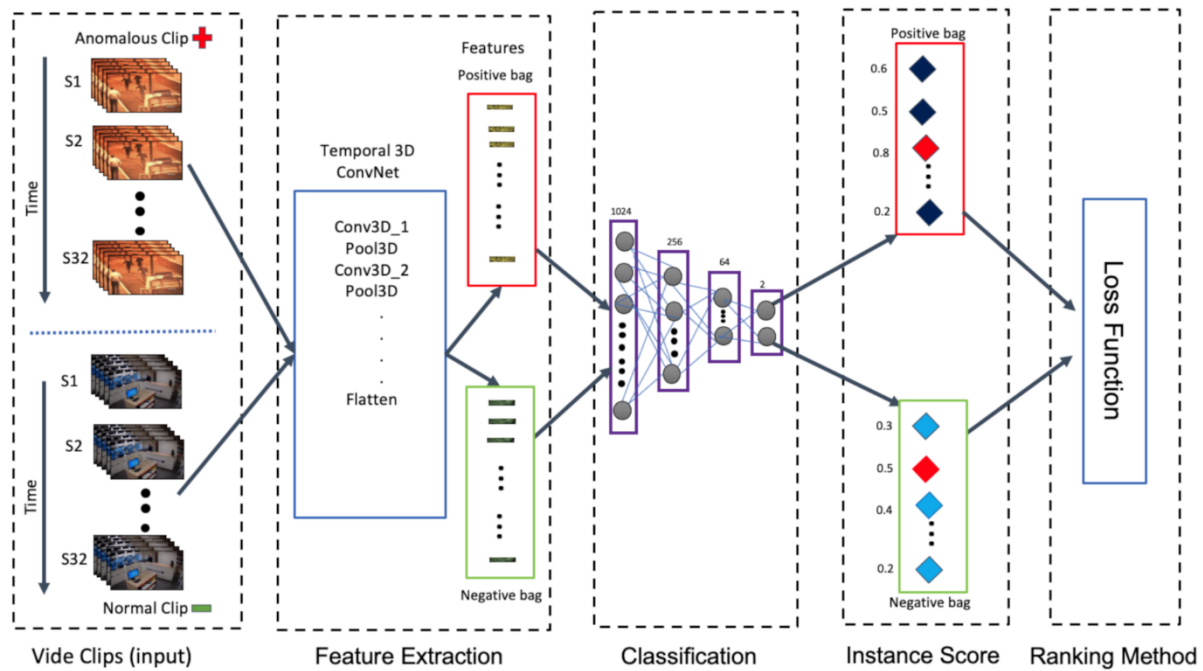 Anomalous Clip
S1
S2
S32
Time
S1
S2
S32
Time
Normal Clip
Vide Clips (input)
Features
Positive bag
Temporal 3D
ConvNet
Conv3D_1
Pool3D
Conv3D_2
Pool3D
.
.
.
.
Flatten
Negative bag
Feature Extraction
1024
256
64
2
Classification
Positive bag
0.6
0.5
0.8
0.2
0.3
0.5
0.4
0.2
Negative bag
Instance Score
Loss Function
Ranking Method